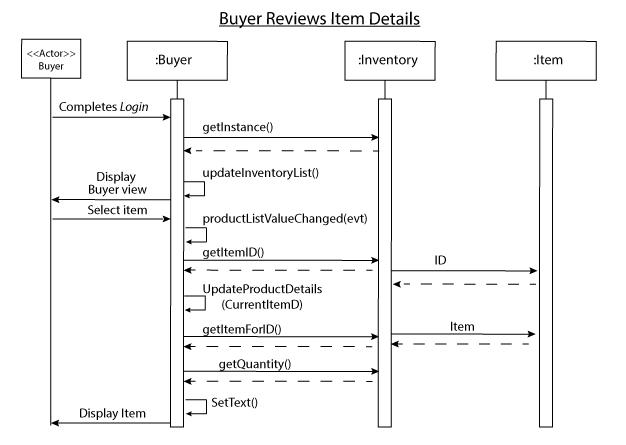 Buyer Reviews Item Details
<<Actor>>
Buyer
:Buyer
:Inventory
:Item
Completes Login
getInstance()
updateInventoryList()
Display
Buyer view
Select item
productListValueChanged(evt)
getItemID()
ID
UpdateProductDetails
(CurrentItemD)
getItemForID()
Item
getQuantity()
SetText()
Display Item